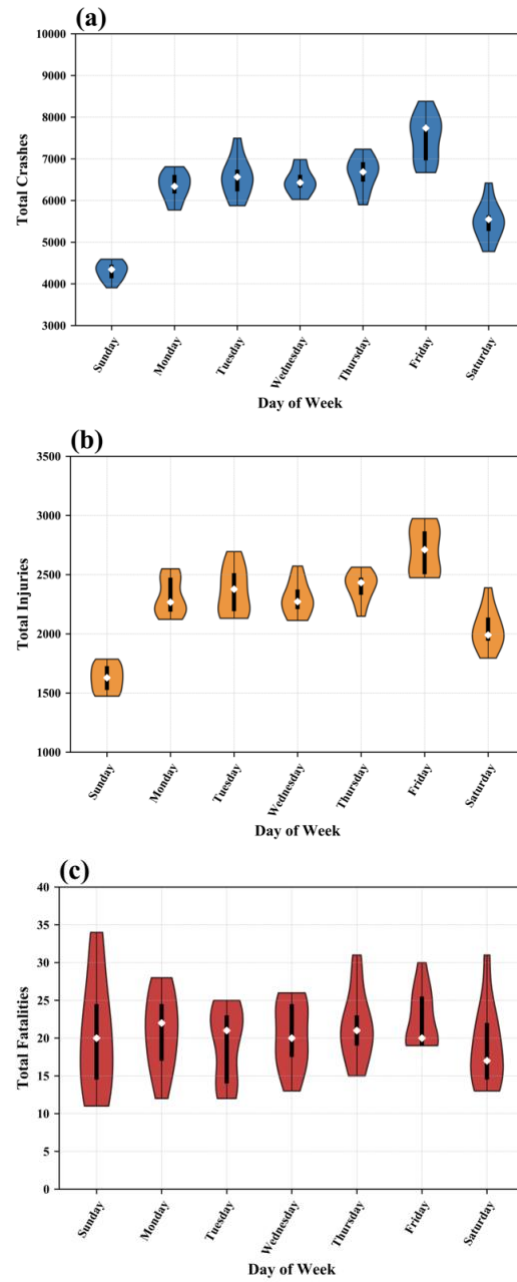 (a)
10000
9000
8000
7000
6000
5000
4000
3000
Total Crashes
Sunday
Monday
Tuesday
Wednesday
Thursday
Friday
Saturday
Day of Week
(b)
3500
3000
2500
2000
1500
1000
Total Injuries
Sunday
Monday
Tuesday
Wednesday
Thursday
Friday
Saturday
Day of Week
(c)
40
35
30
25
20
15
10
5
0
Total Fatalities
Sunday
Monday
Tuesday
Wednesday
Thursday
Friday
Saturday
Day of Week